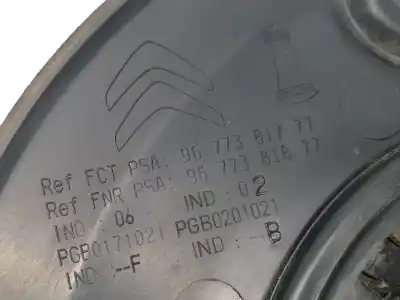 Ref FCT PSA: 96 773 617 77
Ref FNR PSA: 96 773 618 77
IND : 06 IND : 02
PGB0171021 PGB0201021
IND :--F IND :--B